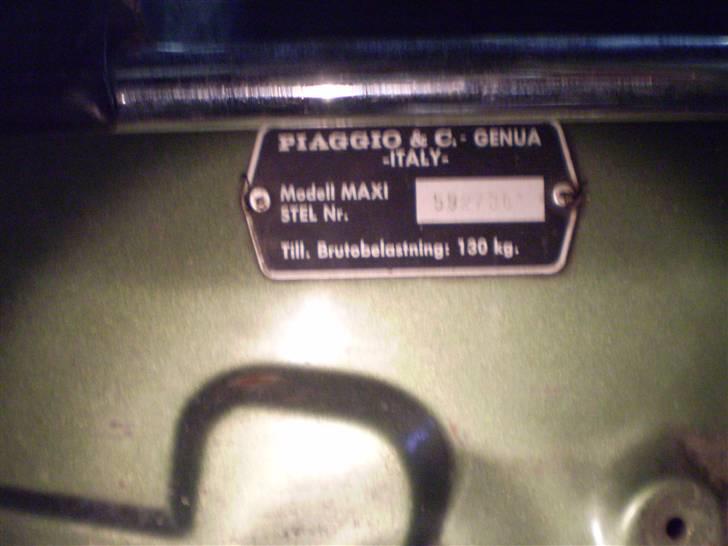 PIAGGIO & C. - GENUA
-ITALY-
Modell MAXI
STEL Nr.
Till. Brutobelastning: 130 kg.